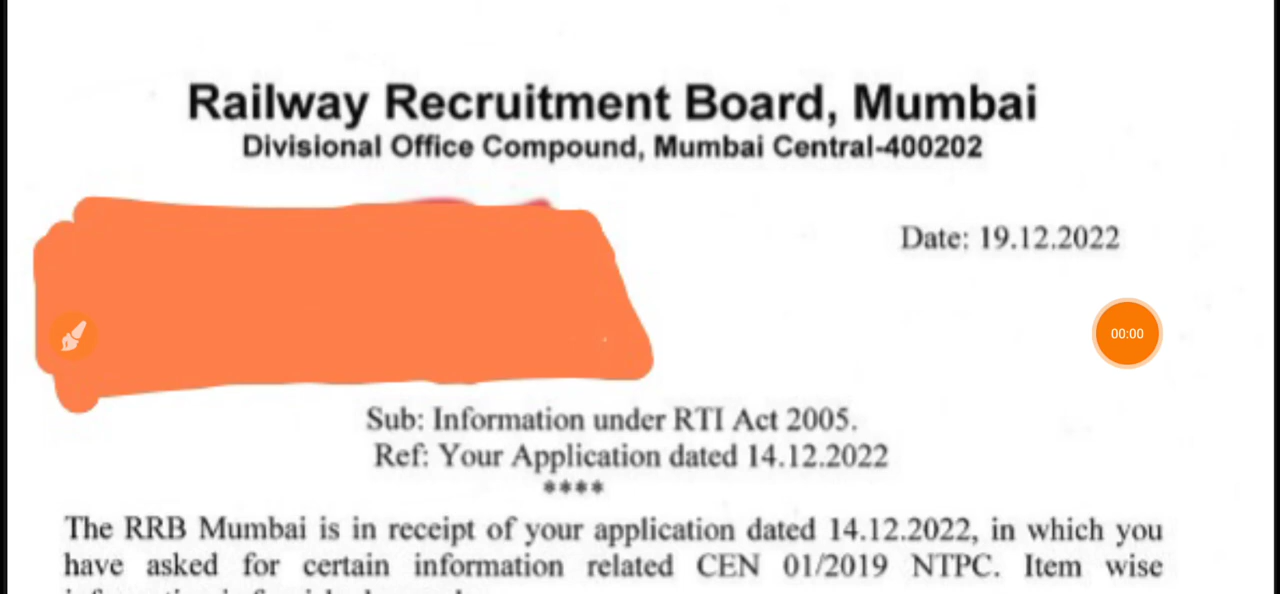 Railway Recruitment Board, Mumbai
Divisional Office Compound, Mumbai Central-400202
Date: 19.12.2022
00:00
Sub: Information under RTI Act 2005.
Ref: Your Application dated 14.12.2022
****
The RRB Mumbai is in receipt of your application dated 14.12.2022, in which you
have asked for certain information related CEN 01/2019 NTPC. Item wise